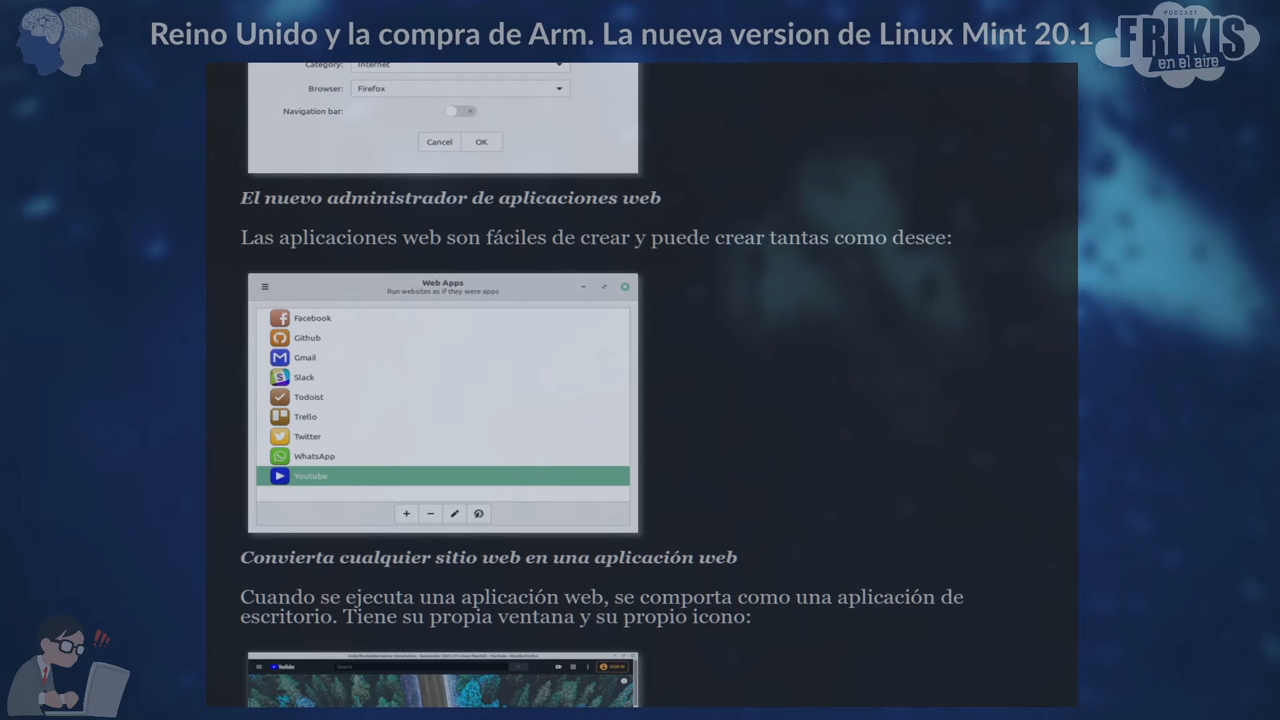 Reino Unido y la compra de Arm. La nueva version de Linux Mint 20.1
PODCAST
FRIKIS
en el aire
Category: Internet
Browser: Firefox
Navigation bar:
Cancel OK
El nuevo administrador de aplicaciones web
Las aplicaciones web son fáciles de crear y puede crear tantas como desee:
Web Apps
Run websites as if they were apps
Facebook
Github
Gmail
Slack
Todoist
Trello
Twitter
WhatsApp
Youtube
Convierta cualquier sitio web en una aplicación web
Cuando se ejecuta una aplicación web, se comporta como una aplicación de
escritorio. Tiene su propia ventana y su propio icono:
YouTube
Search
SIGN IN